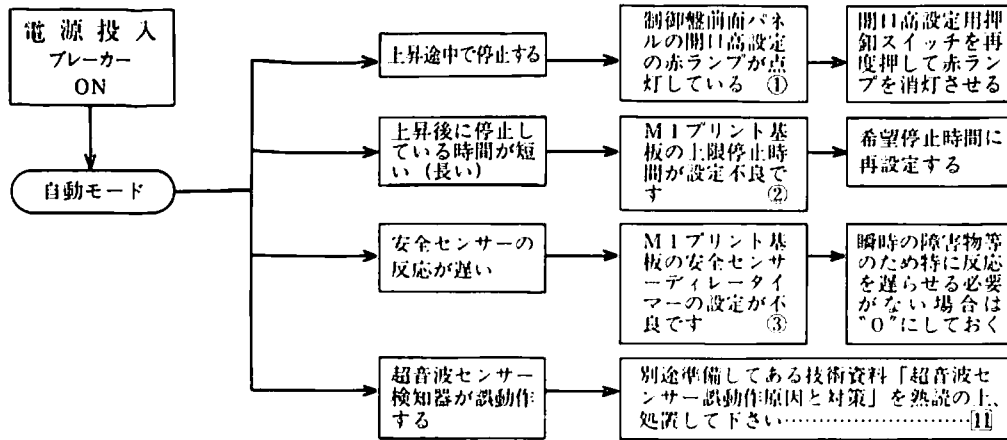 電源投入
ブレーカー
ON
自動モード
上昇途中で停止する
制御盤前面パネ
ルの開口高設定
の赤ランプが点
灯している ①
開口高設定用押
釦スイッチを再
度押して赤ラン
プを消灯させる
上昇後に停止し
ている時間が短
い（長い）
M1プリント基
板の上限停止時
間が設定不良で
す ②
希望停止時間に
再設定する
安全センサーの
反応が遅い
M1プリント基
板の安全センサ
ーディレータイ
マーの設定が不
良です ③
瞬時の障害物等
のため特に反応
を遅らせる必要
がない場合は
"0"にしておく
超音波センサー
検知器が誤動作
する
別途準備してある技術資料「超音波セ
ンサー誤動作原因と対策」を熟読の上、
処置して下さい……………………11